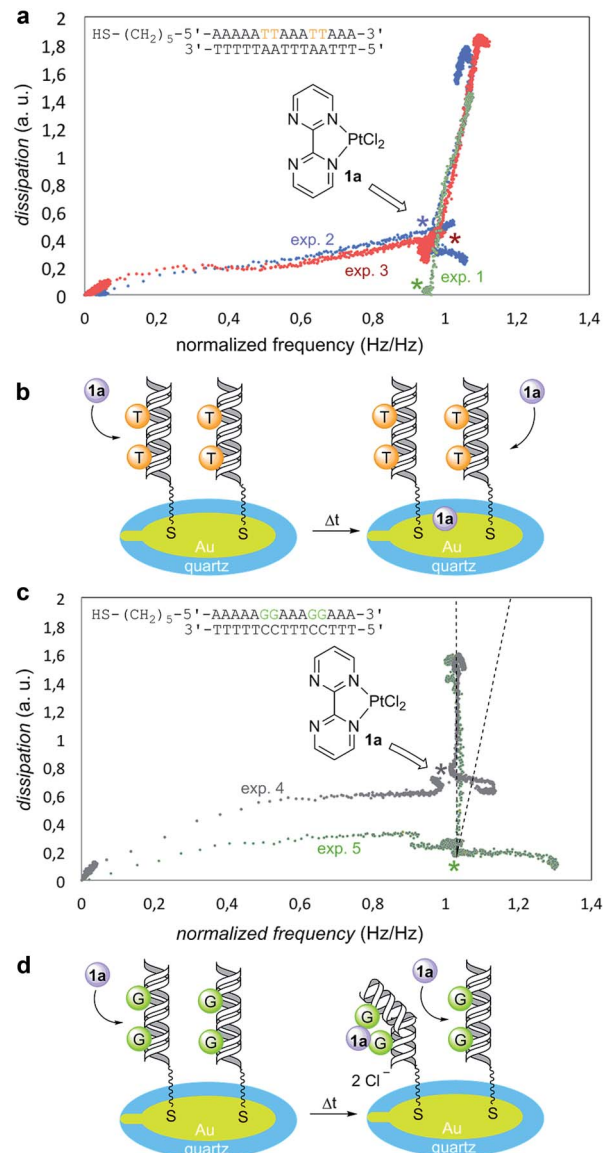 a
2
1,8
1,6
1,4
1,2
1
0,8
0,6
0,4
0,2
0
dissipation (a. u.)
HS-(CH2)5-5'-AAAAATTAAATTAAA-3'
3'-TTTTTAATTTAATTT-5'
N
N
N
N
PtCl2
1a
*
*
*
exp. 2
exp. 3
exp. 1
0 0,2 0,4 0,6 0,8 1 1,2 1,4
normalized frequency (Hz/Hz)
b
1a
T
T
T
T
S
S
Au
quartz
Δt
T
T
T
T
1a
S
1a
S
Au
quartz
c
2
1,8
1,6
1,4
1,2
1
0,8
0,6
0,4
0,2
0
dissipation (a. u.)
HS-(CH2)5-5'-AAAAAGGAAAGGAAA-3'
3'-TTTTTCCTTTCCTTT-5'
N
N
N
N
PtCl2
1a
*
exp. 4
exp. 5
*
0 0,2 0,4 0,6 0,8 1 1,2 1,4
normalized frequency (Hz/Hz)
d
1a
G
G
G
G
S
S
Au
quartz
Δt
1a
G
1a G
G
G
2 Cl−
S
S
Au
quartz